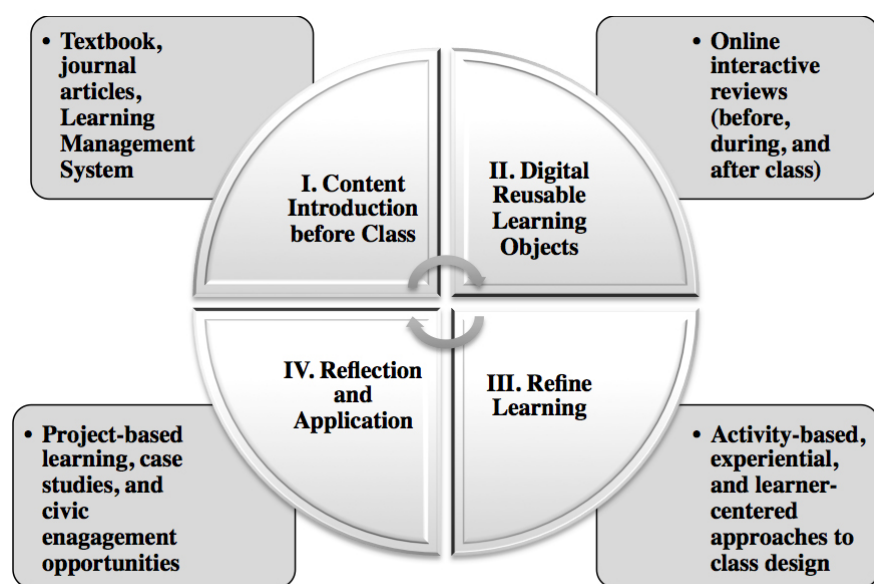 • Textbook,
journal
articles,
Learning
Management
System
• Online
interactive
reviews
(before,
during, and
after class)
I. Content
Introduction
before Class
II. Digital
Reusable
Learning
Objects
IV. Reflection
and
Application
III. Refine
Learning
• Project-based
learning, case
studies, and
civic
enagagement
opportunities
• Activity-based,
experiential,
and learner-
centered
approaches to
class design